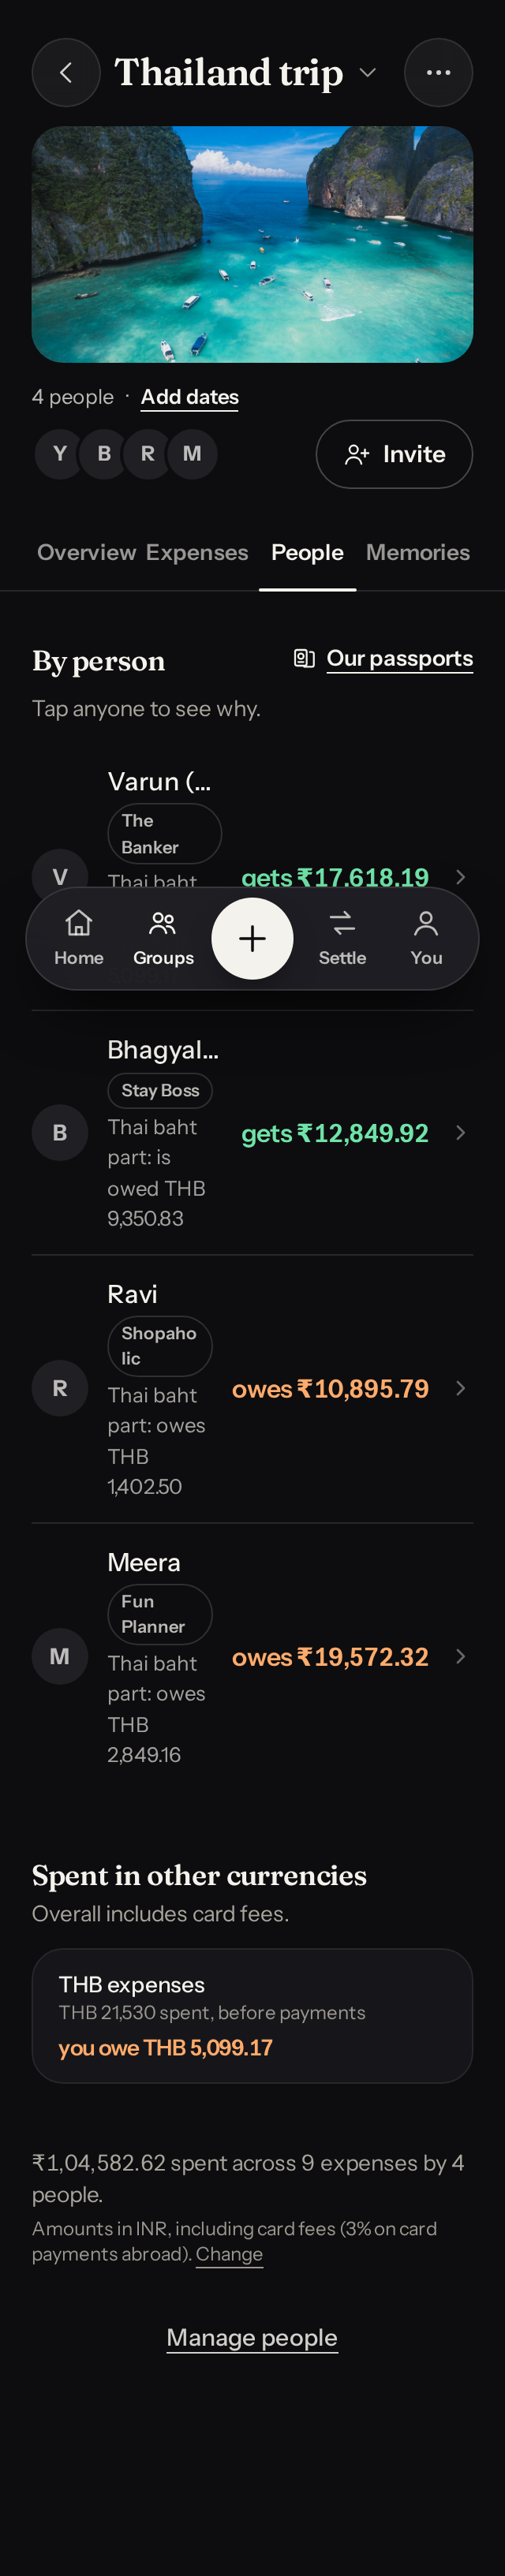 Thailand trip
4 people · Add dates
Y B R M
Invite
Overview Expenses People Memories
By person
Our passports
Tap anyone to see why.
Varun (...
The
Banker
V
gets ₹17,618.19
Thai baht
Home Groups Settle You
Bhagyal...
Stay Boss
B
gets ₹12,849.92
Thai baht
part: is
owed THB
9,350.83
Ravi
Shopaho
lic
R
owes ₹10,895.79
Thai baht
part: owes
THB
1,402.50
Meera
Fun
Planner
M
owes ₹19,572.32
Thai baht
part: owes
THB
2,849.16
Spent in other currencies
Overall includes card fees.
THB expenses
THB 21,530 spent, before payments
you owe THB 5,099.17
₹1,04,582.62 spent across 9 expenses by 4
people.
Amounts in INR, including card fees (3% on card
payments abroad). Change
Manage people